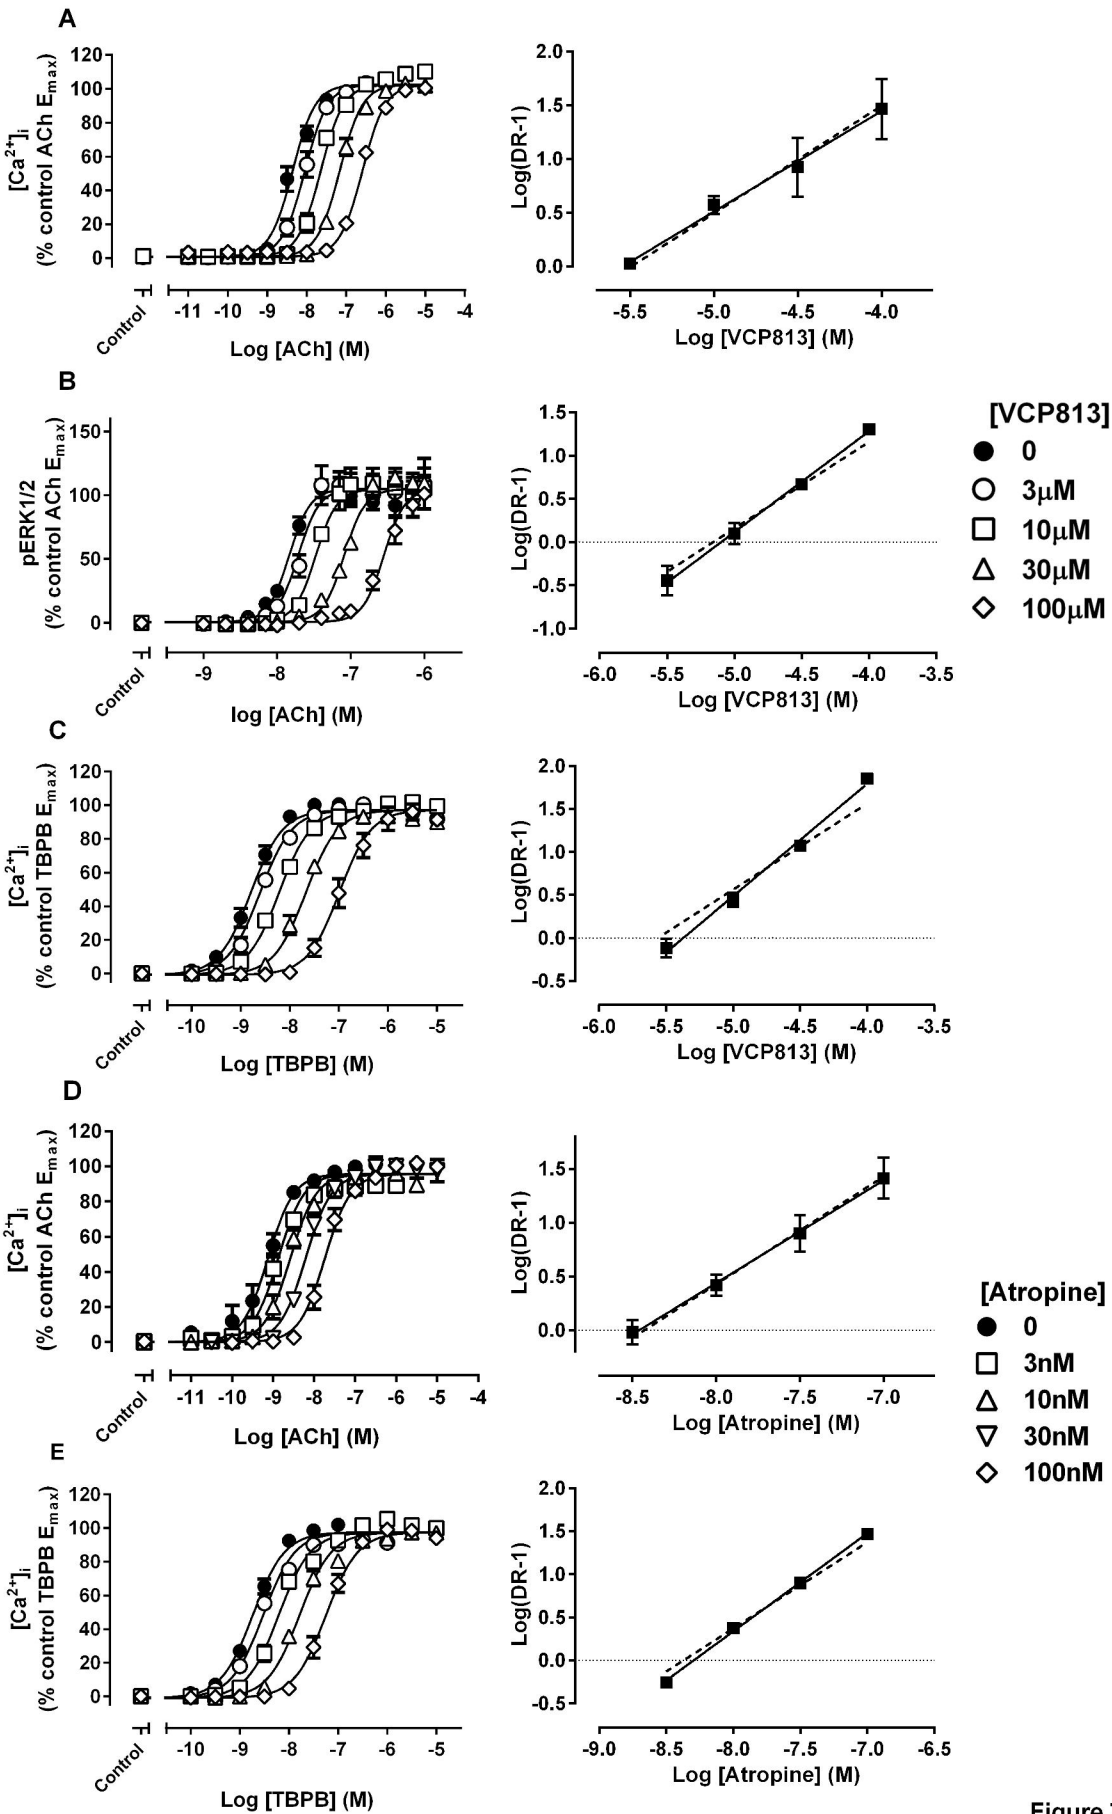 A
120
100
80
60
40
20
0
[Ca2+]i
(% control ACh Emax)
Control
-11 -10 -9 -8 -7 -6 -5 -4
Log [ACh] (M)
2.0
1.5
1.0
0.5
0.0
Log(DR-1)
-5.5 -5.0 -4.5 -4.0
Log [VCP813] (M)
B
150
100
50
0
pERK1/2
(% control ACh Emax)
Control
-9 -8 -7 -6
log [ACh] (M)
1.5
1.0
0.5
0.0
-0.5
-1.0
Log(DR-1)
-6.0 -5.5 -5.0 -4.5 -4.0 -3.5
Log [VCP813] (M)
[VCP813]
0
3μM
10μM
30μM
100μM
C
120
100
80
60
40
20
0
[Ca2+]i
(% control TBPB Emax)
Control
-10 -9 -8 -7 -6 -5
Log [TBPB] (M)
2.0
1.5
1.0
0.5
0.0
-0.5
Log(DR-1)
-6.0 -5.5 -5.0 -4.5 -4.0 -3.5
Log [VCP813] (M)
D
120
100
80
60
40
20
0
[Ca2+]i
(% control ACh Emax)
Control
-11 -10 -9 -8 -7 -6 -5 -4
Log [ACh] (M)
1.5
1.0
0.5
0.0
Log(DR-1)
-8.5 -8.0 -7.5 -7.0
Log [Atropine] (M)
[Atropine]
0
3nM
10nM
30nM
100nM
E
120
100
80
60
40
20
0
[Ca2+]i
(% control TBPB Emax)
Control
-10 -9 -8 -7 -6 -5
Log [TBPB] (M)
2.0
1.5
1.0
0.5
0.0
-0.5
Log(DR-1)
-9.0 -8.5 -8.0 -7.5 -7.0 -6.5
Log [Atropine] (M)
Figure